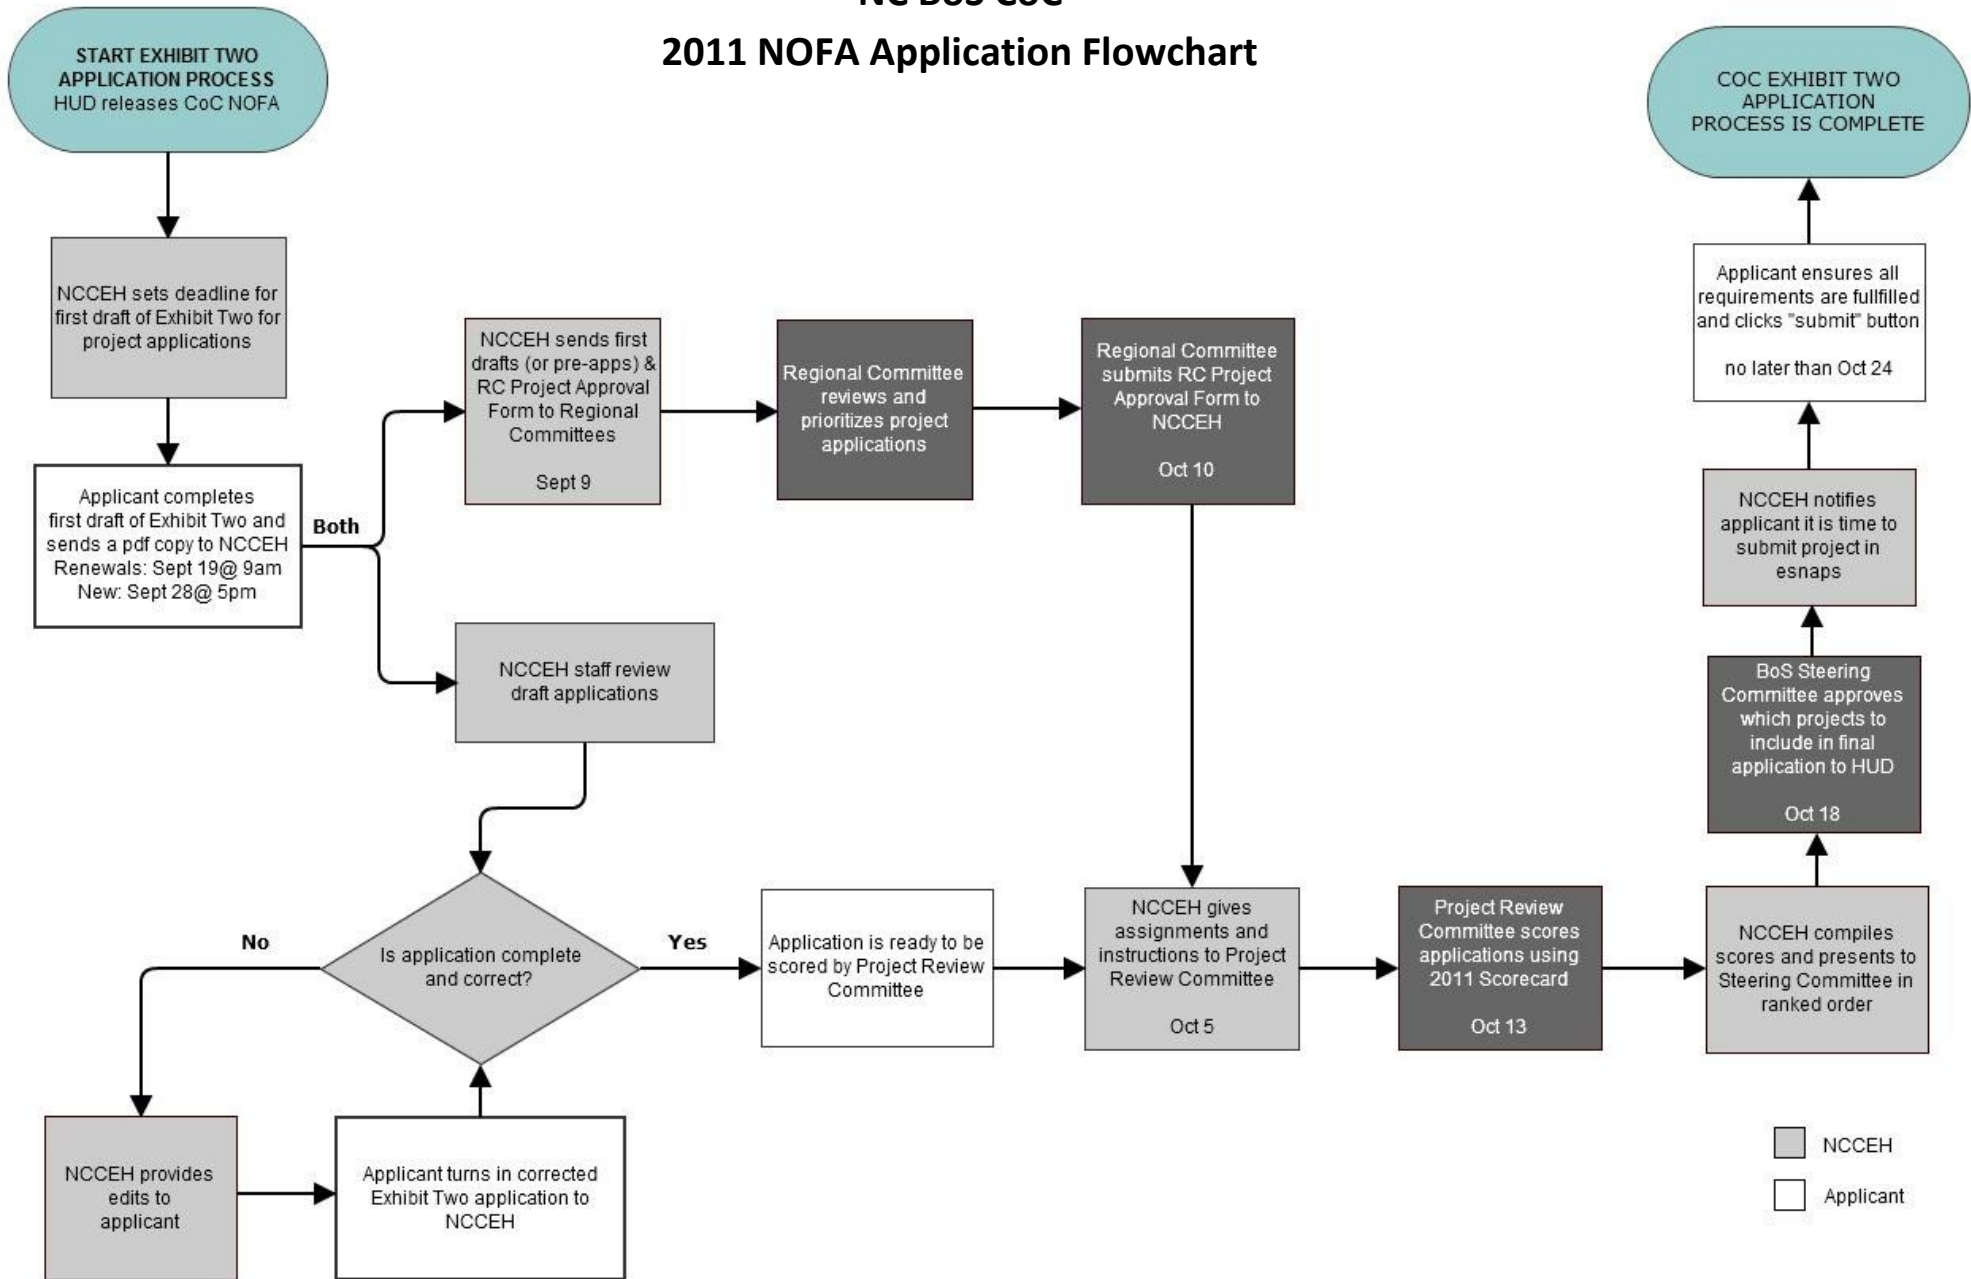 NC BoS CoC
2011 NOFA Application Flowchart
START EXHIBIT TWO
APPLICATION PROCESS
HUD releases CoC NOFA
NCCEH sets deadline for
first draft of Exhibit Two for
project applications
Applicant completes
first draft of Exhibit Two and
sends a pdf copy to NCCEH
Renewals: Sept 19@ 9am
New: Sept 28@ 5pm
Both
NCCEH sends first
drafts (or pre-apps) &
RC Project Approval
Form to Regional
Committees
Sept 9
Regional Committee
reviews and
prioritizes project
applications
Regional Committee
submits RC Project
Approval Form to
NCCEH
Oct 10
NCCEH staff review
draft applications
Is application complete
and correct?
No
NCCEH provides
edits to
applicant
Applicant turns in corrected
Exhibit Two application to
NCCEH
Yes
Application is ready to be
scored by Project Review
Committee
NCCEH gives
assignments and
instructions to Project
Review Committee
Oct 5
Project Review
Committee scores
applications using
2011 Scorecard
Oct 13
NCCEH compiles
scores and presents to
Steering Committee in
ranked order
BoS Steering
Committee approves
which projects to
include in final
application to HUD
Oct 18
NCCEH notifies
applicant it is time to
submit project in
esnaps
Applicant ensures all
requirements are fullfilled
and clicks "submit" button
no later than Oct 24
COC EXHIBIT TWO
APPLICATION
PROCESS IS COMPLETE
NCCEH
Applicant